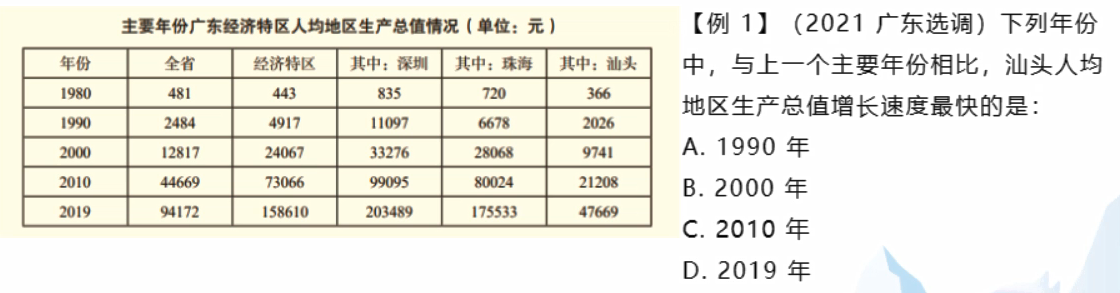 主要年份广东经济特区人均地区生产总值情况（单位：元）
年份 全省 经济特区 其中：深圳 其中：珠海 其中：汕头
1980 481 443 835 720 366
1990 2484 4917 11097 6678 2026
2000 12817 24067 33276 28068 9741
2010 44669 73066 99095 80024 21208
2019 94172 158610 203489 175533 47669
【例 1】（2021 广东选调）下列年份
中，与上一个主要年份相比，汕头人均
地区生产总值增长速度最快的是：
A. 1990 年
B. 2000 年
C. 2010 年
D. 2019 年